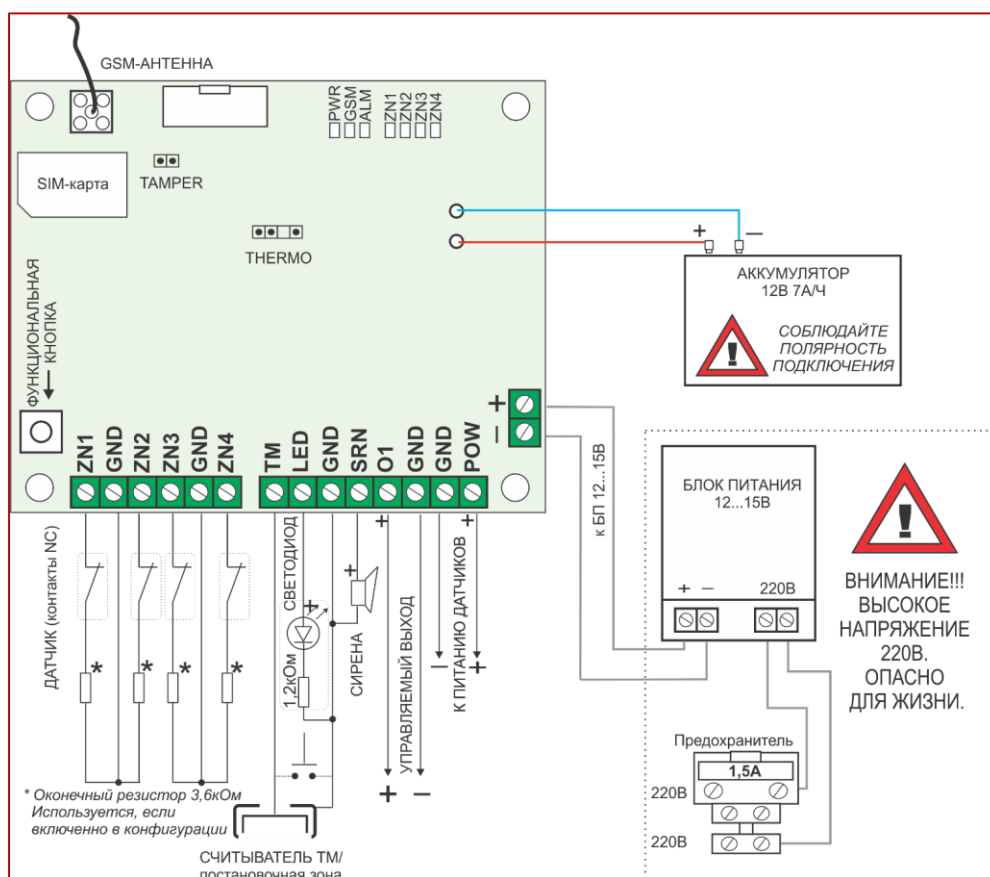 GSM-АНТЕННА
PWR
GSM
ALM
ZN1
ZN2
ZN3
ZN4
SIM-карта
TAMPER
THERMO
ФУНКЦИОНАЛЬНАЯ
КНОПКА
+ −
АККУМУЛЯТОР
12В 7А/Ч
СОБЛЮДАЙТЕ
ПОЛЯРНОСТЬ
ПОДКЛЮЧЕНИЯ
+
−
ZN1
GND
ZN2
ZN3
GND
ZN4
TM
LED
GND
SRN
O1
GND
GND
POW
к БП 12...15В
БЛОК ПИТАНИЯ
12...15В
+ − 220В
ВНИМАНИЕ!!!
ВЫСОКОЕ
НАПРЯЖЕНИЕ
220В.
ОПАСНО
ДЛЯ ЖИЗНИ.
ДАТЧИК (контакты NC)
* * * *
СВЕТОДИОД
+
1,2кОм
+
СИРЕНА
+
УПРАВЛЯЕМЫЙ ВЫХОД
+ −
+
К ПИТАНИЮ ДАТЧИКОВ
− +
Предохранитель
1,5А
220В
220В
* Оконечный резистор 3,6кОм
Используется, если
включенно в конфигурации
СЧИТЫВАТЕЛЬ ТМ/
постановочная зона